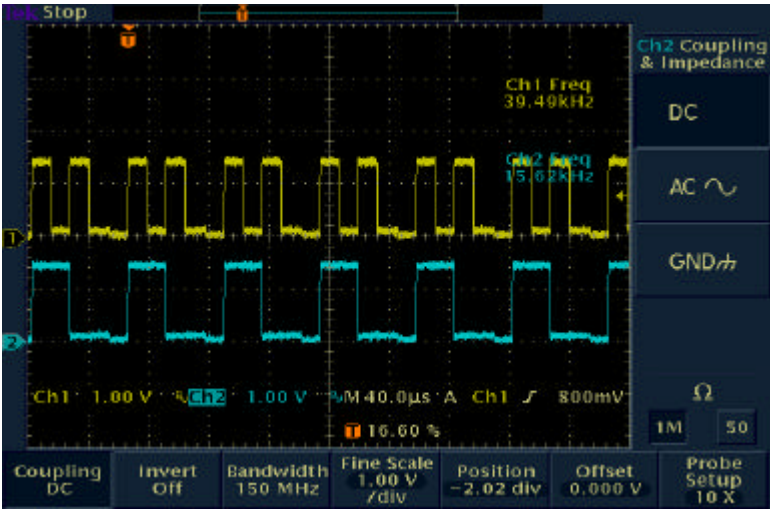 Tek Stop
T
T
Ch2 Coupling
& Impedance
Ch1 Freq
39.49kHz
DC
Ch2 Freq
15.62kHz
AC
1
GND
2
Ch1 1.00 V Ch2 1.00 V M 40.0µs A Ch1 800mV
Ω
T 16.60 %
1M 50
Coupling
DC
Invert
Off
Bandwidth
150 MHz
Fine Scale
1.00 V
/div
Position
-2.02 div
Offset
0.000 V
Probe
Setup
10 X